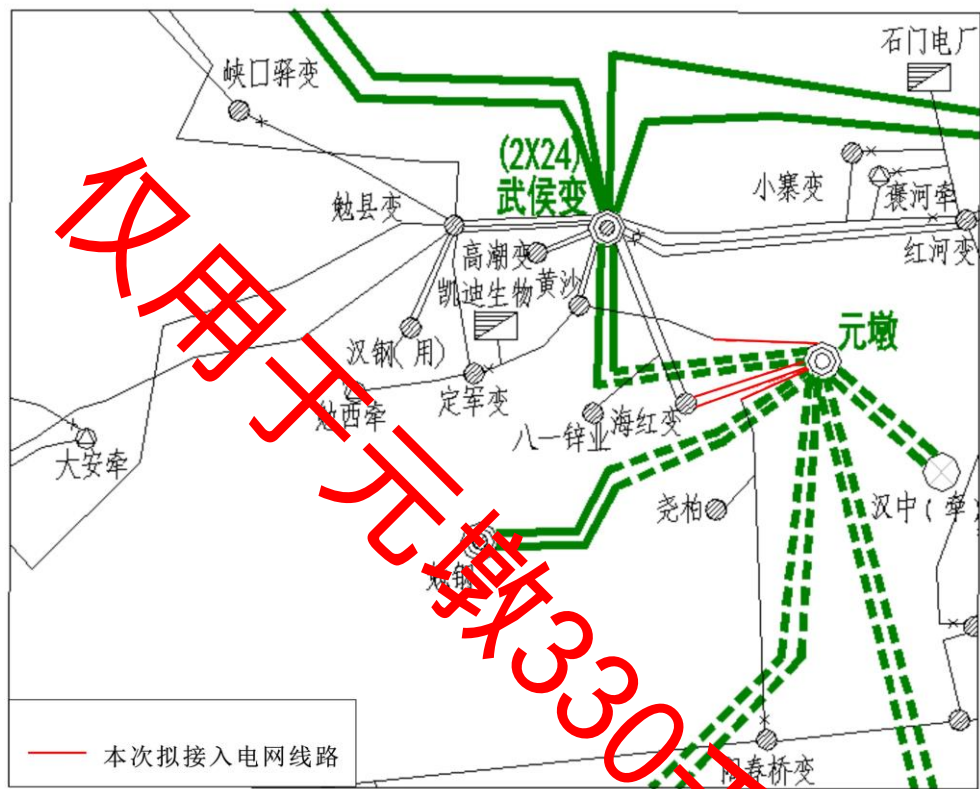 石门电厂
峡口驿变
(2X24)
武侯变
小寨变
褒河牵
勉县变
红河变
高潮变
凯迪生物
黄沙
元墩
汉钢(用)
定军变
勉西牵
八一锌业
海红变
大安牵
尧柏
汉中(牵)
勉钢
阳春桥变
本次拟接入电网线路
仅用于元墩330